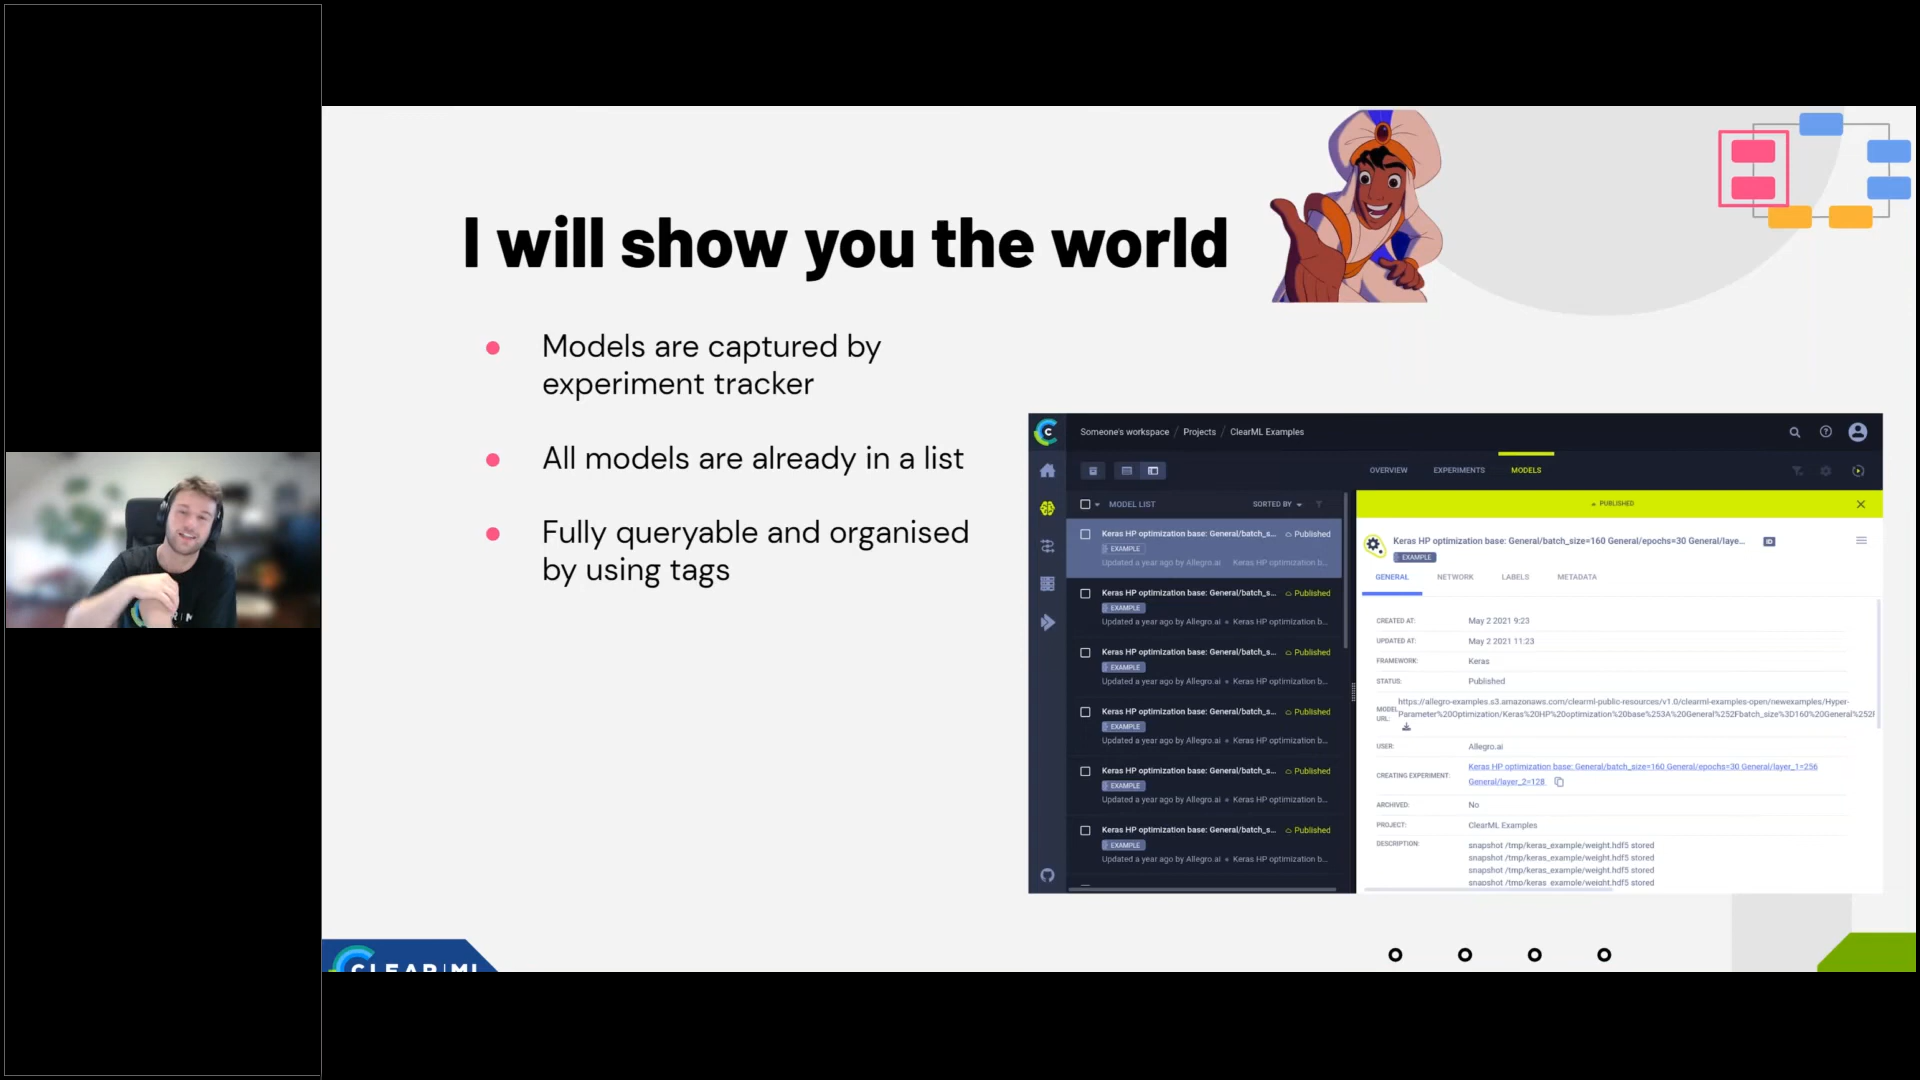 I will show you the world
Models are captured by
experiment tracker
All models are already in a list
Fully queryable and organised
by using tags
Someone's workspace / Projects / ClearML Examples
OVERVIEW EXPERIMENTS MODELS
MODEL LIST SORTED BY
Keras HP optimization base: General/batch_s... Published
EXAMPLE
Updated a year ago by Allegro.ai Keras HP optimization b...
Keras HP optimization base: General/batch_s... Published
EXAMPLE
Updated a year ago by Allegro.ai • Keras HP optimization b...
Keras HP optimization base: General/batch_s... Published
EXAMPLE
Updated a year ago by Allegro.ai • Keras HP optimization b...
Keras HP optimization base: General/batch_s... Published
EXAMPLE
Updated a year ago by Allegro.ai • Keras HP optimization b...
Keras HP optimization base: General/batch_s... Published
EXAMPLE
Updated a year ago by Allegro.ai • Keras HP optimization b...
Keras HP optimization base: General/batch_s... Published
EXAMPLE
Updated a year ago by Allegro.ai • Keras HP optimization b...
PUBLISHED
Keras HP optimization base: General/batch_size=160 General/epochs=30 General/laye... ID
EXAMPLE
GENERAL NETWORK LABELS METADATA
CREATED AT: May 2 2021 9:23
UPDATED AT: May 2 2021 11:23
FRAMEWORK: Keras
STATUS: Published
MODEL URL: https://allegro-examples.s3.amazonaws.com/clearml-public-resources/v1.0/clearml-examples-open/newexamples/Hyper-
Parameter%20Optimization/Keras%20HP%20optimization%20base%253A%20General%252Fbatch_size%3D160%20General%252F
USER: Allegro.ai
CREATING EXPERIMENT: Keras HP optimization base: General/batch_size=160 General/epochs=30 General/layer_1=256
General/layer_2=128
ARCHIVED: No
PROJECT: ClearML Examples
DESCRIPTION: snapshot /tmp/keras_example/weight.hdf5 stored
snapshot /tmp/keras_example/weight.hdf5 stored
snapshot /tmp/keras_example/weight.hdf5 stored
snapshot /tmp/keras_example/weight.hdf5 stored
CLEAR|ML